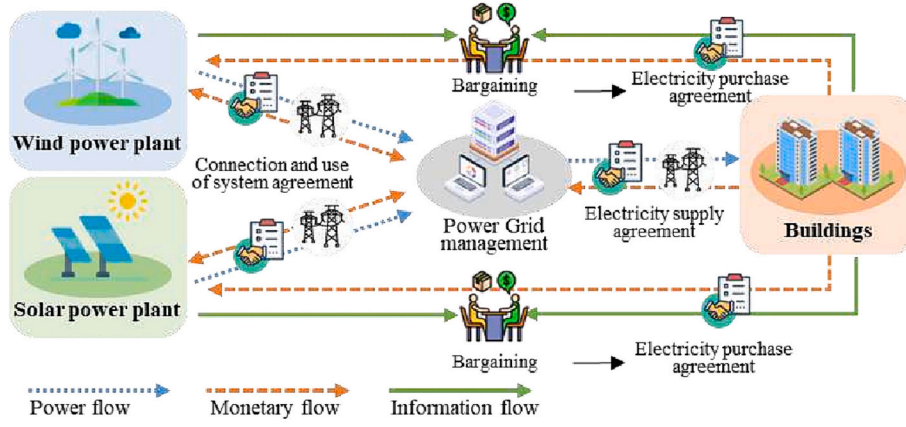 Bargaining
Electricity purchase
agreement
Wind power plant
Connection and use
of system agreement
Power Grid
management
Electricity supply
agreement
Buildings
Solar power plant
Bargaining
Electricity purchase
agreement
Power flow
Monetary flow
Information flow